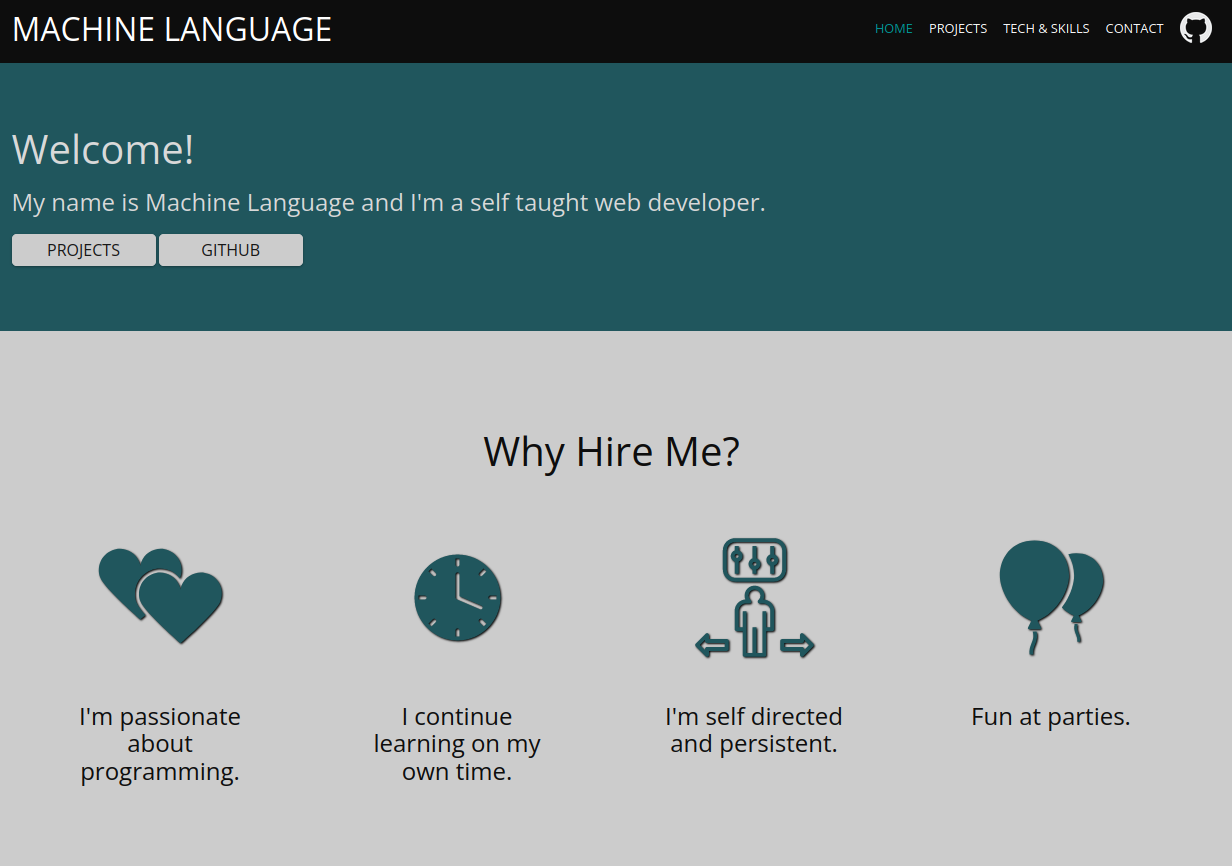 MACHINE LANGUAGE
HOME PROJECTS TECH & SKILLS CONTACT
Welcome!
My name is Machine Language and I'm a self taught web developer.
PROJECTS GITHUB
Why Hire Me?
I'm passionate
about
programming.
I continue
learning on my
own time.
I'm self directed
and persistent.
Fun at parties.